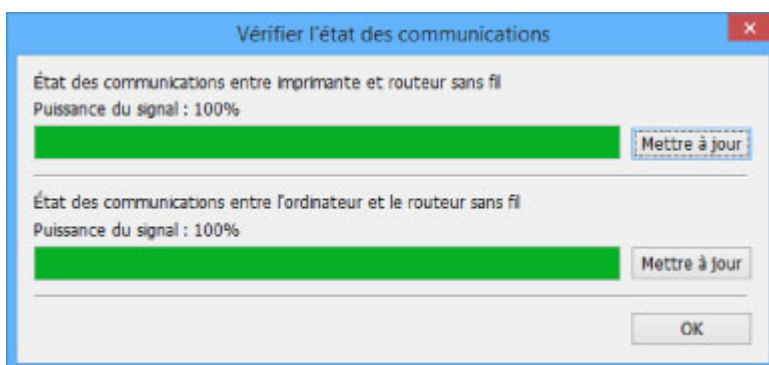 Vérifier l'état des communications
État des communications entre imprimante et routeur sans fil
Puissance du signal : 100%
Mettre à jour
État des communications entre l'ordinateur et le routeur sans fil
Puissance du signal : 100%
Mettre à jour
OK